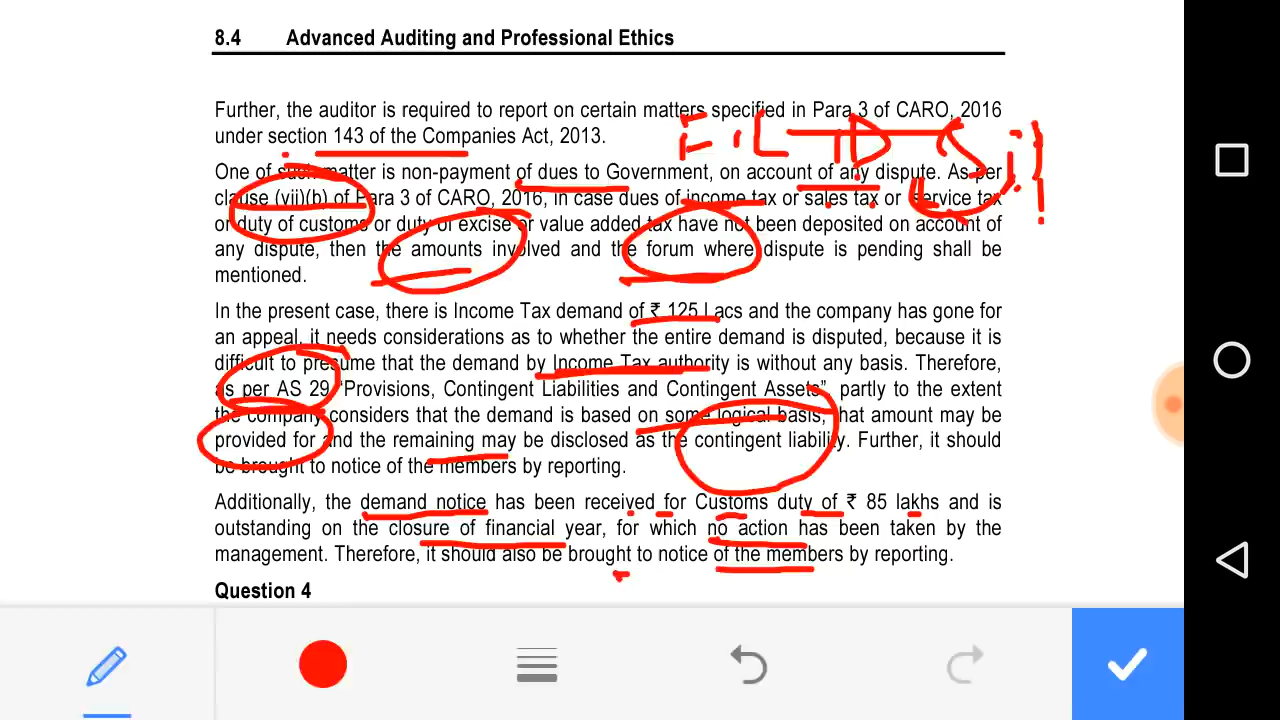 8.4 Advanced Auditing and Professional Ethics
Further, the auditor is required to report on certain matters specified in Para 3 of CARO, 2016
under section 143 of the Companies Act, 2013.
One of such matter is non-payment of dues to Government, on account of any dispute. As per
clause (vii)(b) of Para 3 of CARO, 2016, in case dues of income tax or sales tax or service tax
or duty of customs or duty of excise or value added tax have not been deposited on account of
any dispute, then the amounts involved and the forum where dispute is pending shall be
mentioned.
In the present case, there is Income Tax demand of ₹ 125 Lacs and the company has gone for
an appeal, it needs considerations as to whether the entire demand is disputed, because it is
difficult to presume that the demand by Income Tax authority is without any basis. Therefore,
as per AS 29 “Provisions, Contingent Liabilities and Contingent Assets” partly to the extent
the company considers that the demand is based on some logical basis, that amount may be
provided for and the remaining may be disclosed as the contingent liability. Further, it should
be brought to notice of the members by reporting.
Additionally, the demand notice has been received for Customs duty of ₹ 85 lakhs and is
outstanding on the closure of financial year, for which no action has been taken by the
management. Therefore, it should also be brought to notice of the members by reporting.
Question 4